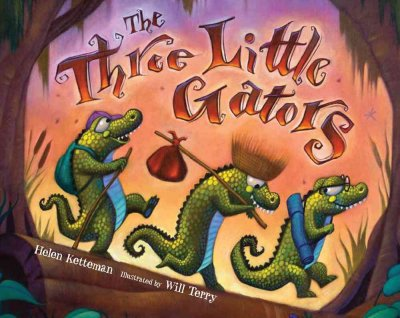 The
Three Little
Gators
Helen Ketteman Illustrated by Will Terry